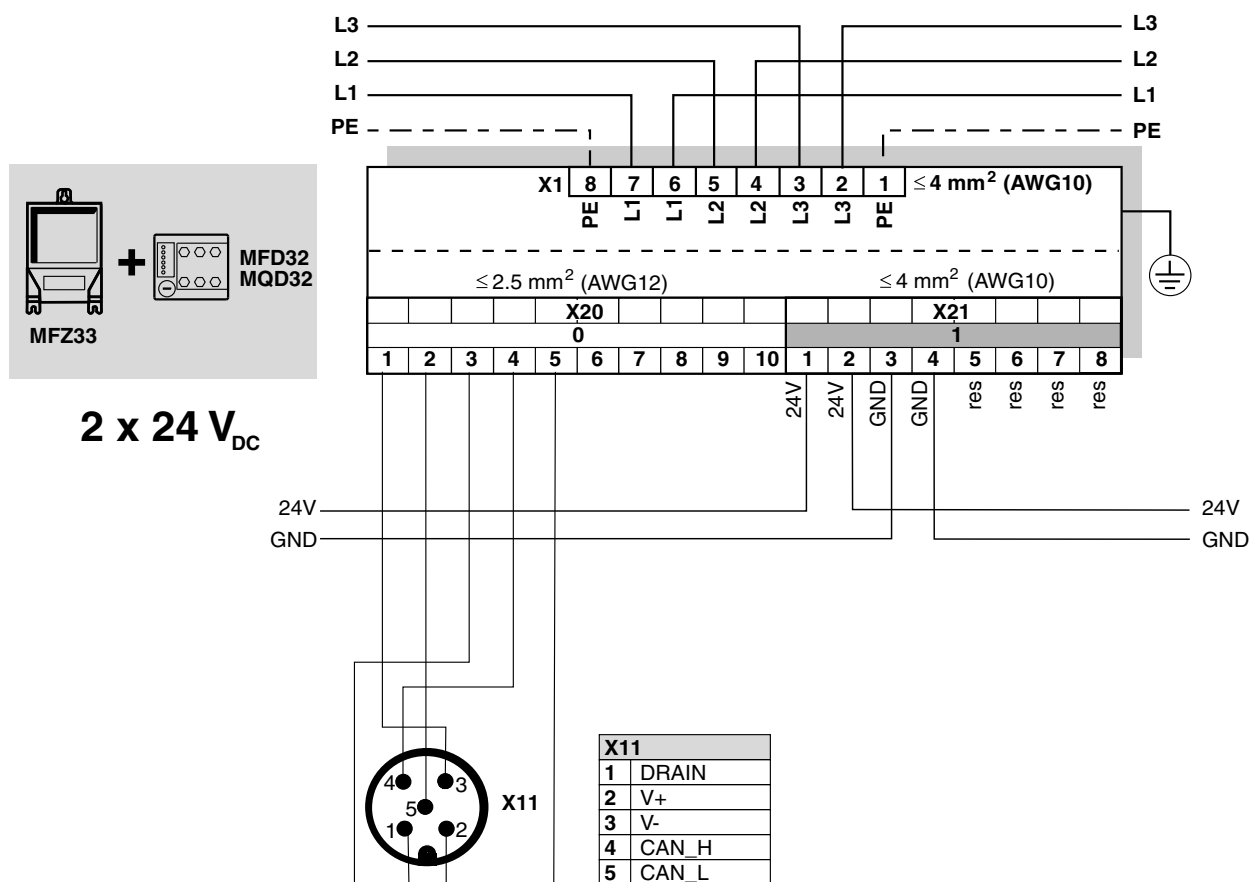 L3 L3
L2 L2
L1 L1
PE PE
X1 8 7 6 5 4 3 2 1 ≤ 4 mm² (AWG10)
PE L1 L1 L2 L2 L3 L3 PE
MFD32
MQD32
MFZ33
≤ 2.5 mm² (AWG12) ≤ 4 mm² (AWG10)
X20 X21
0 1
1 2 3 4 5 6 7 8 9 10 1 2 3 4 5 6 7 8
24V 24V GND GND res res res res
2 x 24 V DC
24V 24V
GND GND
4 3
5
1 2
X11
X11
1 DRAIN
2 V+
3 V-
4 CAN_H
5 CAN_L